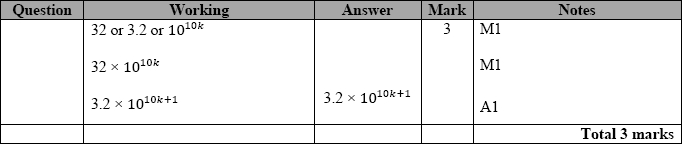 Question Working Answer Mark Notes
32 or 3.2 or 10^{10k} 3 M1
32 × 10^{10k} M1
3.2 × 10^{10k+1} 3.2 × 10^{10k+1} A1
Total 3 marks